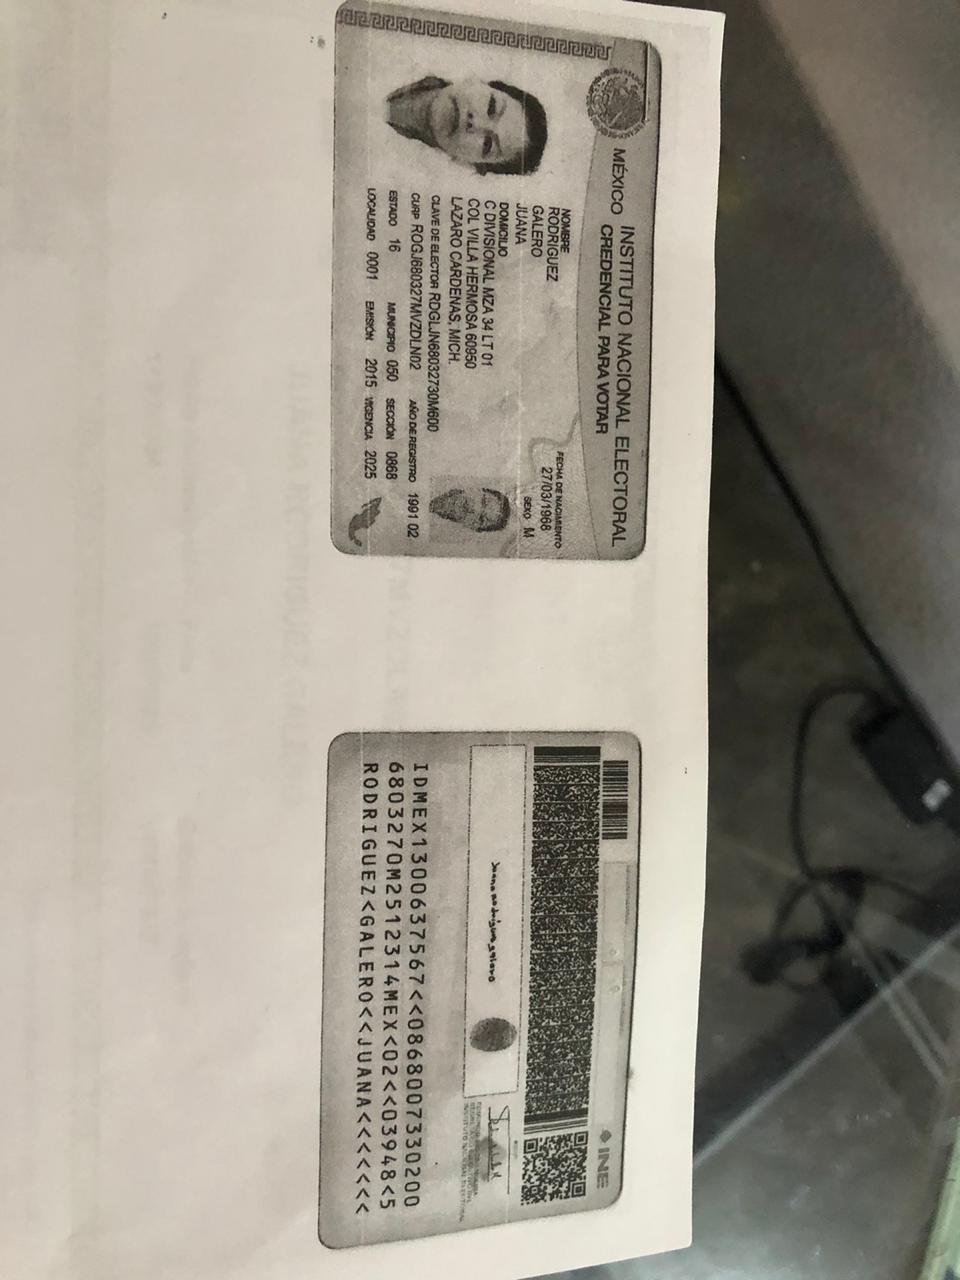 MÉXICO INSTITUTO NACIONAL ELECTORAL
CREDENCIAL PARA VOTAR
NOMBRE
RODRIGUEZ
GALERO
JUANA
FECHA DE NACIMIENTO
27/03/1968
SEXO M
DOMICILIO
C DIVISIONAL MZA 34 LT 01
COL VILLA HERMOSA 60950
LAZARO CARDENAS, MICH.
CLAVE DE ELECTOR RDGLJN68032730M600
CURP ROGJ680327MVZDLN02 AÑO DE REGISTRO 1991 02
ESTADO 16 MUNICIPIO 050 SECCIÓN 0868
LOCALIDAD 0001 EMISIÓN 2015 VIGENCIA 2025
INE
Juana rodriguez galero
IDMEX1300637567<<0868007330200
6803270M2512314MEX<02<<03948<5
RODRIGUEZ<GALERO<<JUANA<<<<<<<